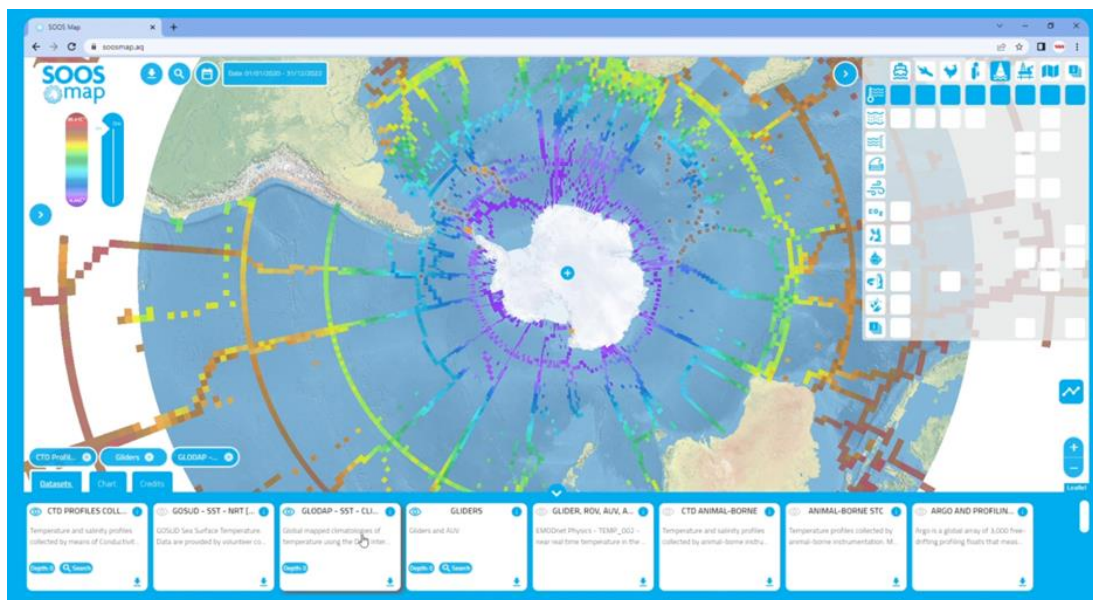 SOOS Map
soosmap.aq
SOOS
map
Date: 01/01/2020 - 31/12/2023
CO2
CTD Profil...
Gliders
GLODAP -...
Datasets
Chart
Credits
Leaflet
CTD PROFILES COLL...
Temperature and salinity profiles
collected by means of Conductivit...
Depth: 0
Search
GOSUD - SST - NRT [...
GOSUD Sea Surface Temperature.
Data are provided by volunteer co...
GLODAP - SST - CLI...
Global mapped climatologies of
temperature using the
Depth: 0
GLIDERS
Gliders and AUV
Depth: 0
Search
GLIDER, ROV, AUV, A...
EMODnet Physics - TEMP_002 -
near real time temperature in the ...
CTD ANIMAL-BORNE
Temperature and salinity profiles
collected by animal-borne instru...
ANIMAL-BORNE STC
Temperature profiles collected by
animal-borne instrumentation. M...
ARGO AND PROFILIN...
Argo is a global array of 3,000 free-
drifting profiling floats that meas...